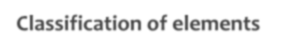 Classification of elements